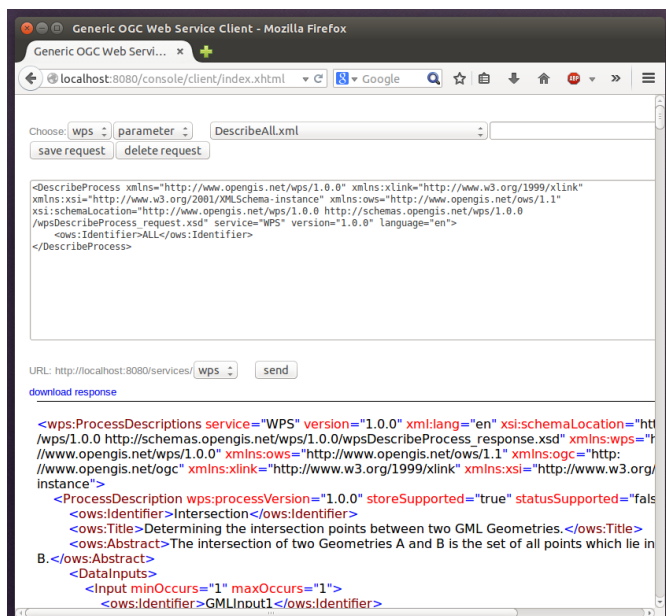 Generic OGC Web Service Client - Mozilla Firefox
Generic OGC Web Servi...
localhost:8080/console/client/index.xhtml
Google
ABP
Choose: wps parameter DescribeAll.xml
save request delete request
<DescribeProcess xmlns="http://www.opengis.net/wps/1.0.0" xmlns:xlink="http://www.w3.org/1999/xlink"
xmlns:xsi="http://www.w3.org/2001/XMLSchema-instance" xmlns:ows="http://www.opengis.net/ows/1.1"
xsi:schemaLocation="http://www.opengis.net/wps/1.0.0 http://schemas.opengis.net/wps/1.0.0
/wpsDescribeProcess_request.xsd" service="WPS" version="1.0.0" language="en">
<ows:Identifier>ALL</ows:Identifier>
</DescribeProcess>
URL: http://localhost:8080/services/ wps send
download response
<wps:ProcessDescriptions service="WPS" version="1.0.0" xml:lang="en" xsi:schemaLocation="htt
/wps/1.0.0 http://schemas.opengis.net/wps/1.0.0/wpsDescribeProcess_response.xsd" xmlns:wps="h
//www.opengis.net/wps/1.0.0" xmlns:ows="http://www.opengis.net/ows/1.1" xmlns:ogc="http:
//www.opengis.net/ogc" xmlns:xlink="http://www.w3.org/1999/xlink" xmlns:xsi="http://www.w3.org/
instance">
<ProcessDescription wps:processVersion="1.0.0" storeSupported="true" statusSupported="fals
<ows:Identifier>Intersection</ows:Identifier>
<ows:Title>Determining the intersection points between two GML Geometries.</ows:Title>
<ows:Abstract>The intersection of two Geometries A and B is the set of all points which lie in
B.</ows:Abstract>
<DataInputs>
<Input minOccurs="1" maxOccurs="1">
<ows:Identifier>GMLInput1</ows:Identifier>